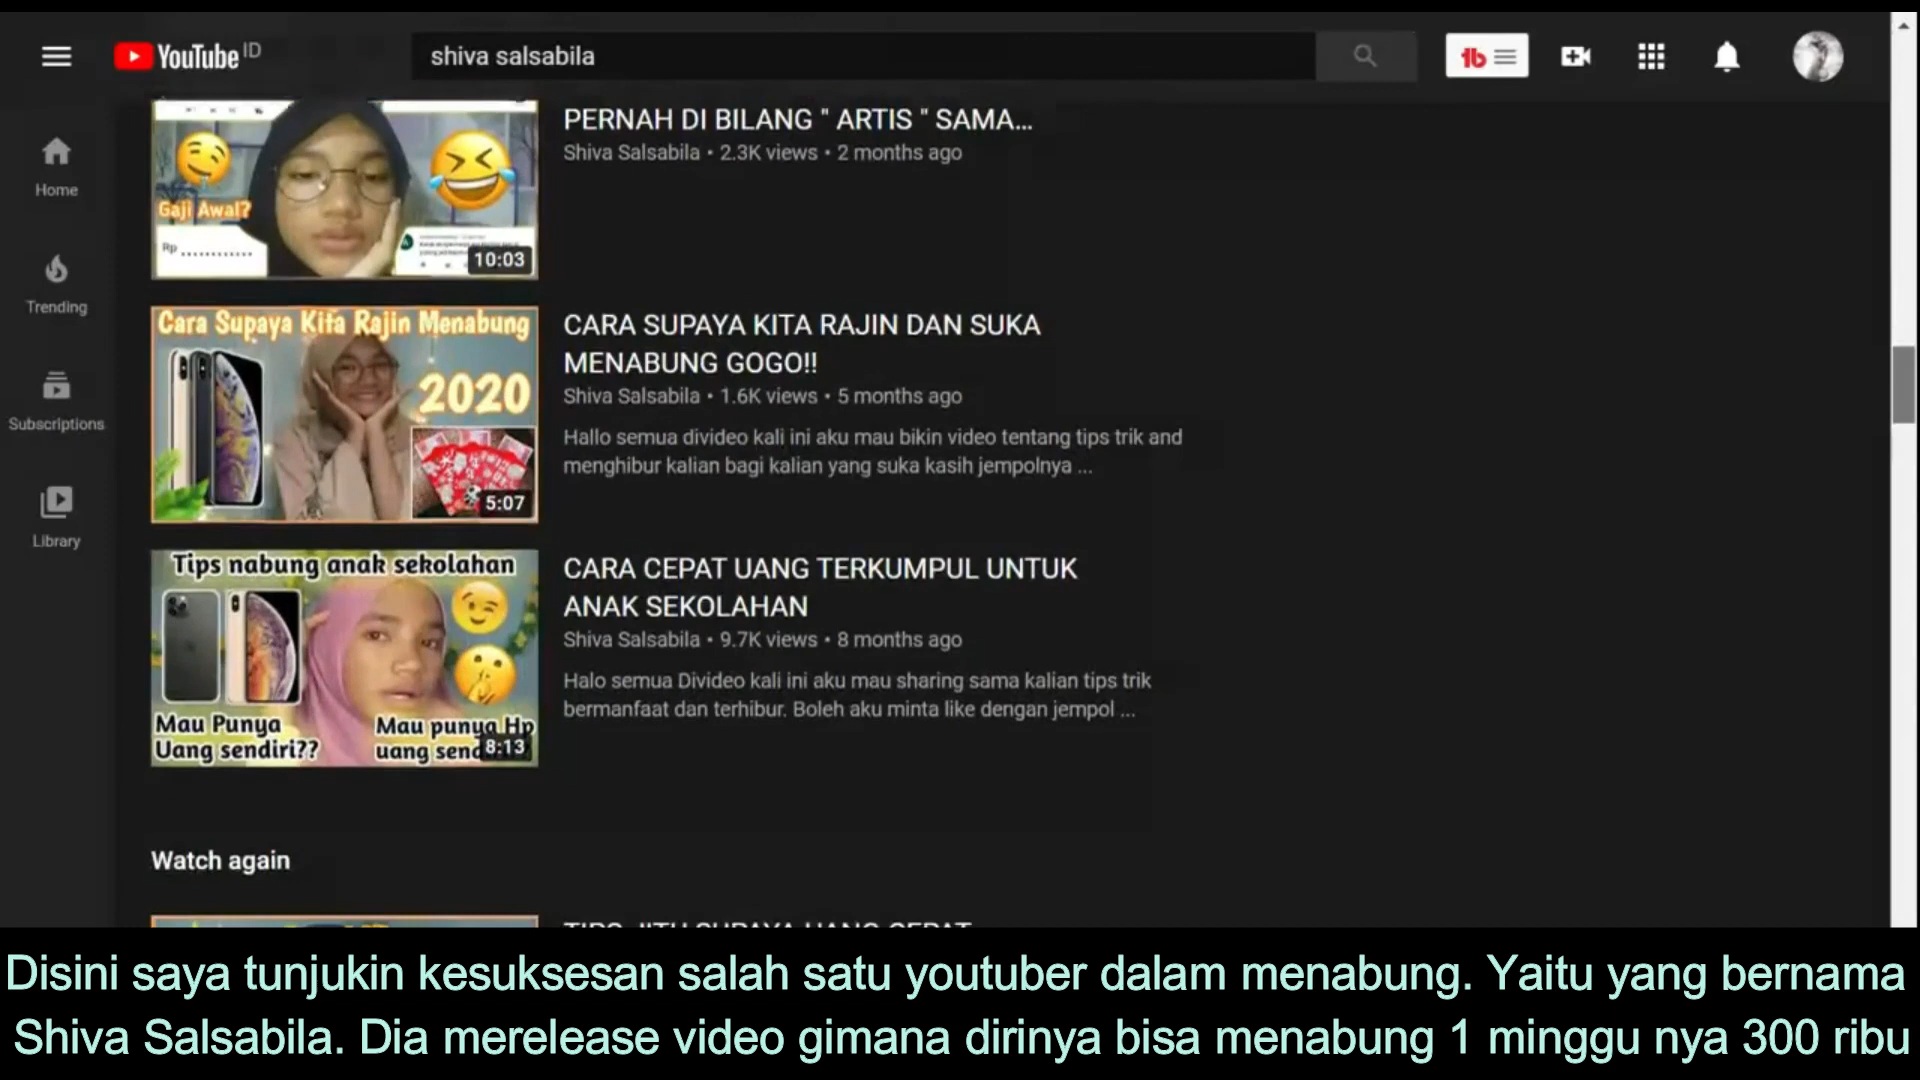 YouTube ID
shiva salsabila
Home
Trending
Subscriptions
Library
Gaji Awal?
Rp ............
10:03
PERNAH DI BILANG " ARTIS " SAMA...
Shiva Salsabila • 2.3K views • 2 months ago
Cara Supaya Kita Rajin Menabung
2020
5:07
CARA SUPAYA KITA RAJIN DAN SUKA
MENABUNG GOGO!!
Shiva Salsabila • 1.6K views • 5 months ago
Hallo semua divideo kali ini aku mau bikin video tentang tips trik and
menghibur kalian bagi kalian yang suka kasih jempolnya ...
Tips nabung anak sekolahan
Mau Punya
Uang sendiri??
Mau punya Hp
uang
8:13
CARA CEPAT UANG TERKUMPUL UNTUK
ANAK SEKOLAHAN
Shiva Salsabila • 9.7K views • 8 months ago
Halo semua Divideo kali ini aku mau sharing sama kalian tips trik
bermanfaat dan terhibur. Boleh aku minta like dengan jempol ...
Watch again
TIPS JITU SUPAYA UANG CEPAT
Disini saya tunjukin kesuksesan salah satu youtuber dalam menabung. Yaitu yang bernama
Shiva Salsabila. Dia merelease video gimana dirinya bisa menabung 1 minggu nya 300 ribu